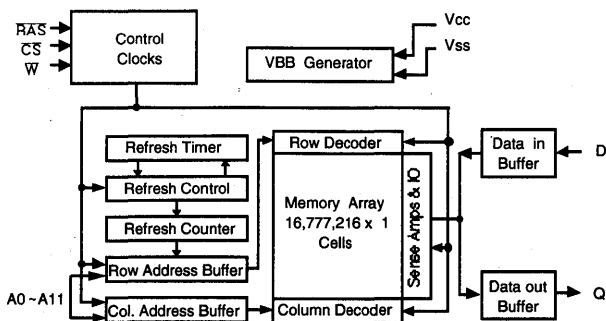 RAS
CS
W
Control
Clocks
VBB Generator
Vcc
Vss
Refresh Timer
Refresh Control
Refresh Counter
Row Address Buffer
Col. Address Buffer
A0~A11
Row Decoder
Memory Array
16,777,216 x 1
Cells
Column Decoder
Sense Amps & IO
Data in
Buffer
D
Data out
Buffer
Q